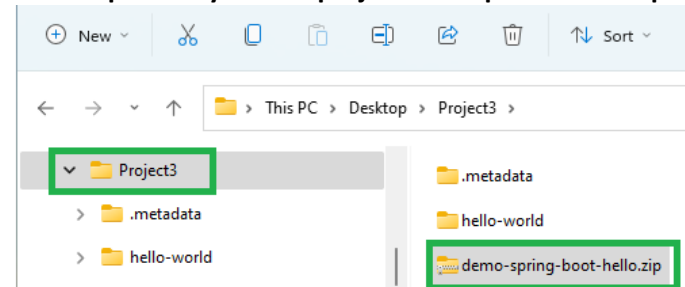 New
Sort
This PC > Desktop > Project3 >
Project3
.metadata
hello-world
.metadata
hello-world
demo-spring-boot-hello.zip